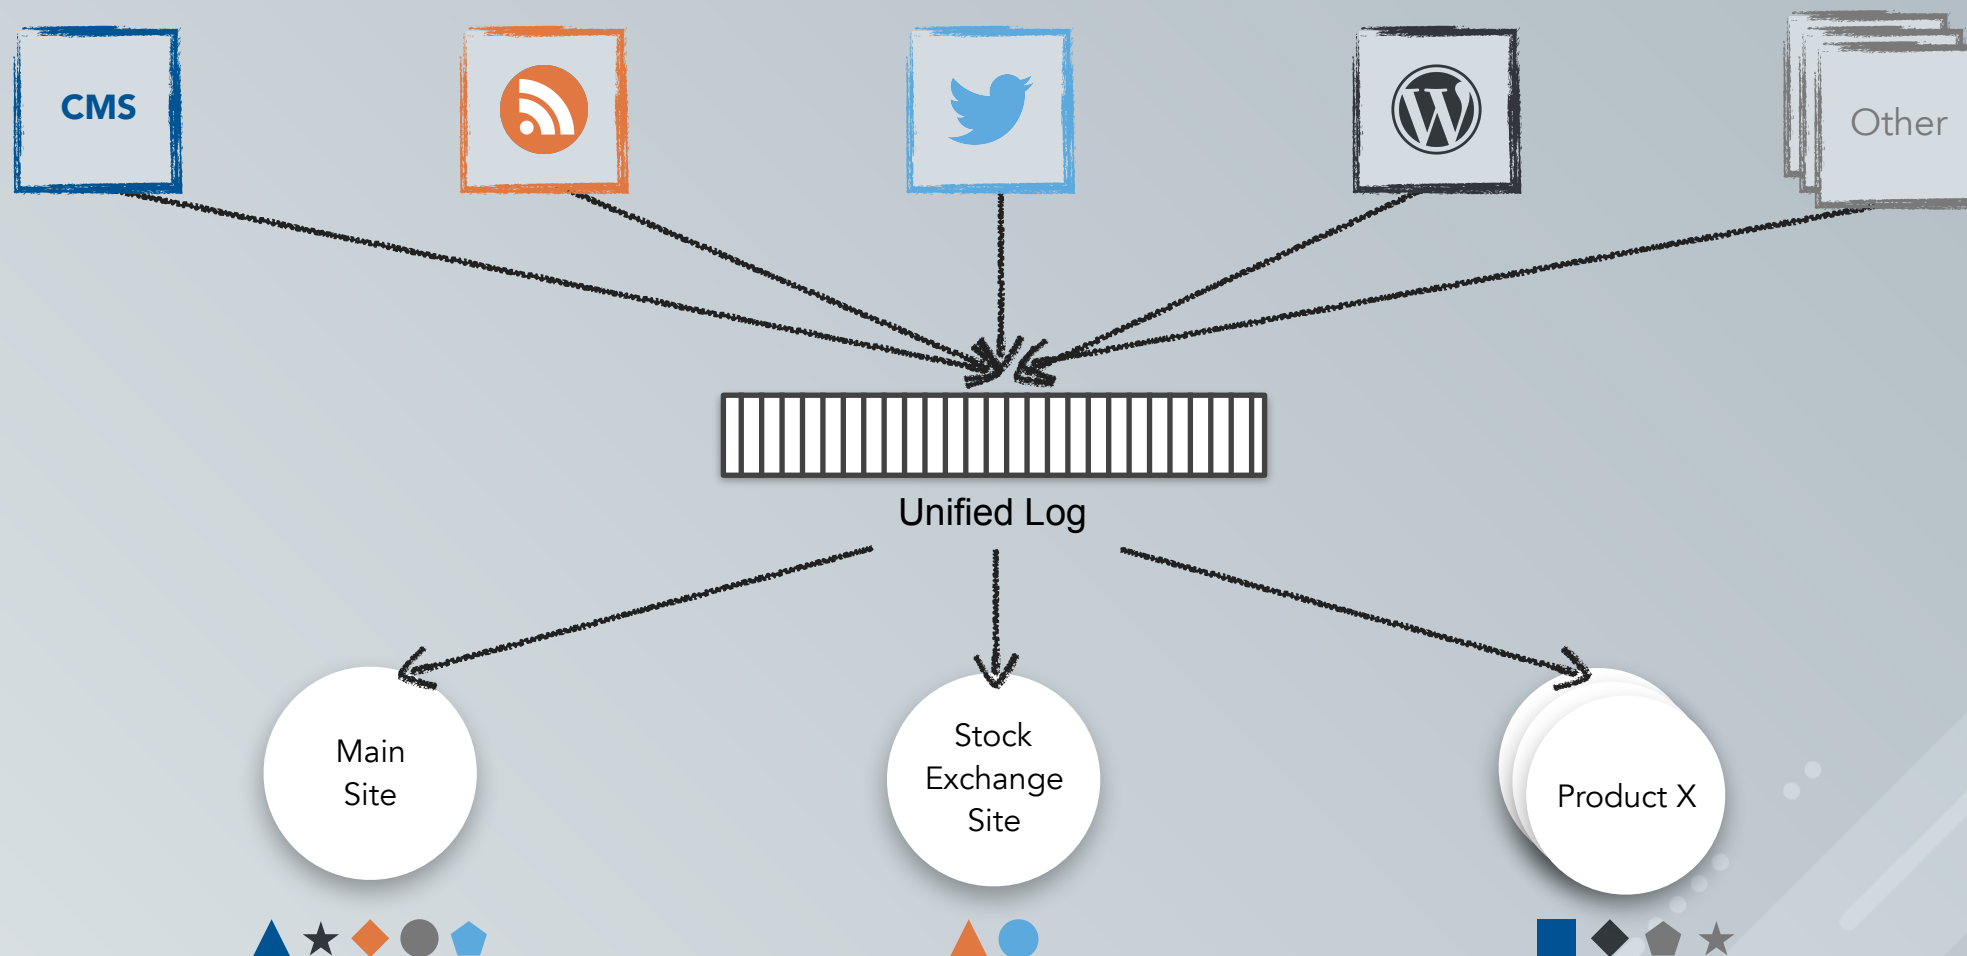 CMS
Other
Unified Log
Main
Site
Stock
Exchange
Site
Product X